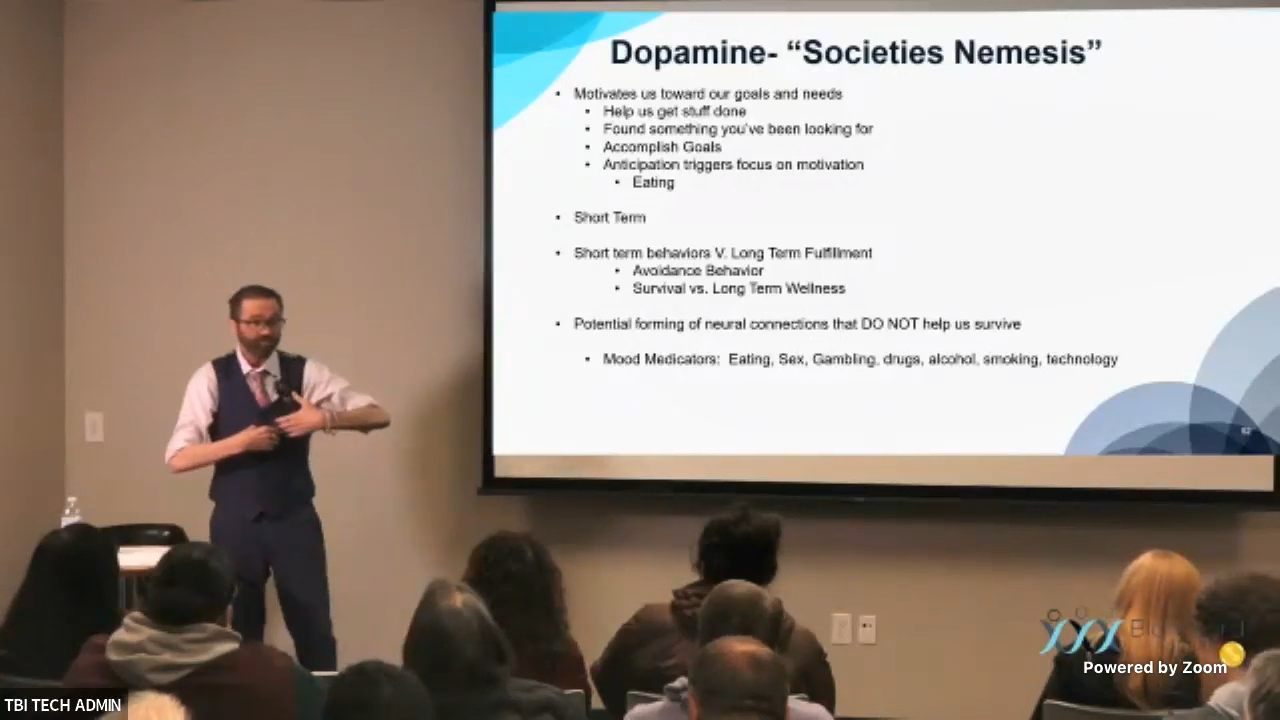 Dopamine- “Societies Nemesis”
• Motivates us toward our goals and needs
• Help us get stuff done
• Found something you’ve been looking for
• Accomplish Goals
• Anticipation triggers focus on motivation
• Eating
• Short Term
• Short term behaviors V. Long Term Fulfillment
• Avoidance Behavior
• Survival vs. Long Term Wellness
• Potential forming of neural connections that DO NOT help us survive
• Mood Medicators: Eating, Sex, Gambling, drugs, alcohol, smoking, technology
Powered by Zoom
TBI TECH ADMIN